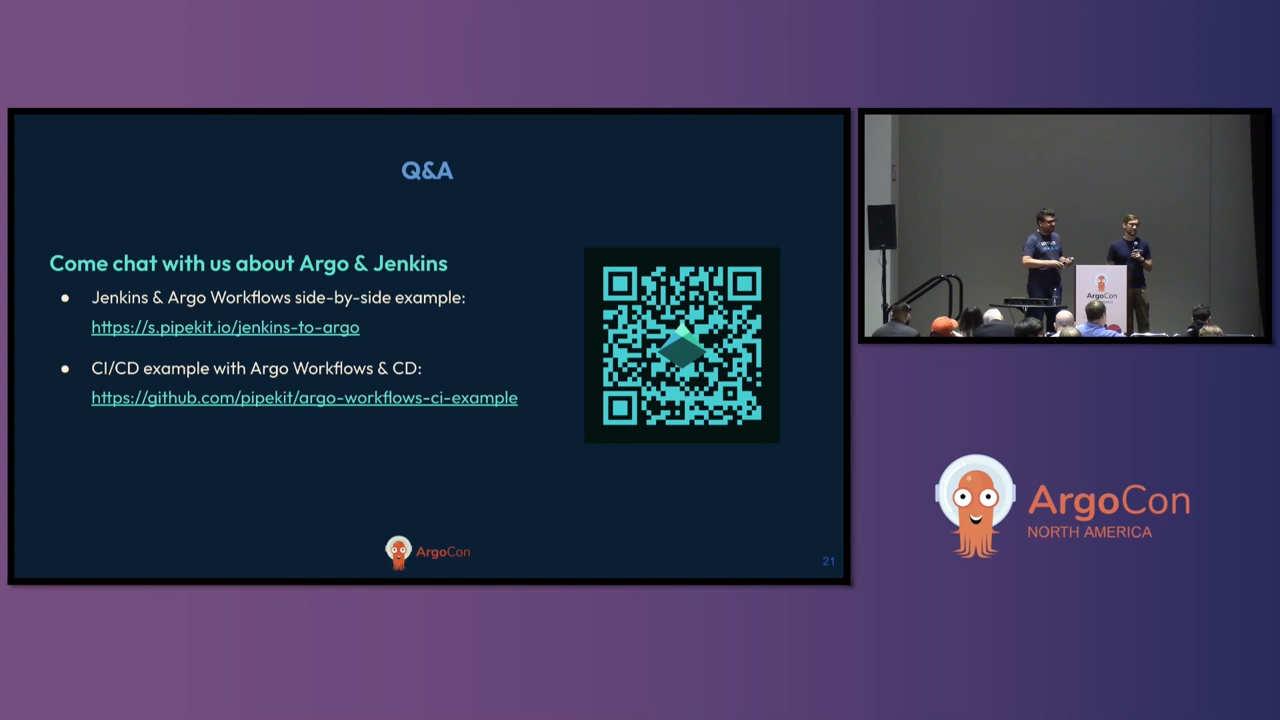 Q&A
Come chat with us about Argo & Jenkins
● Jenkins & Argo Workflows side-by-side example:
https://s.pipekit.io/jenkins-to-argo
● CI/CD example with Argo Workflows & CD:
https://github.com/pipekit/argo-workflows-ci-example
ArgoCon
21
ArgoCon
ArgoCon
NORTH AMERICA